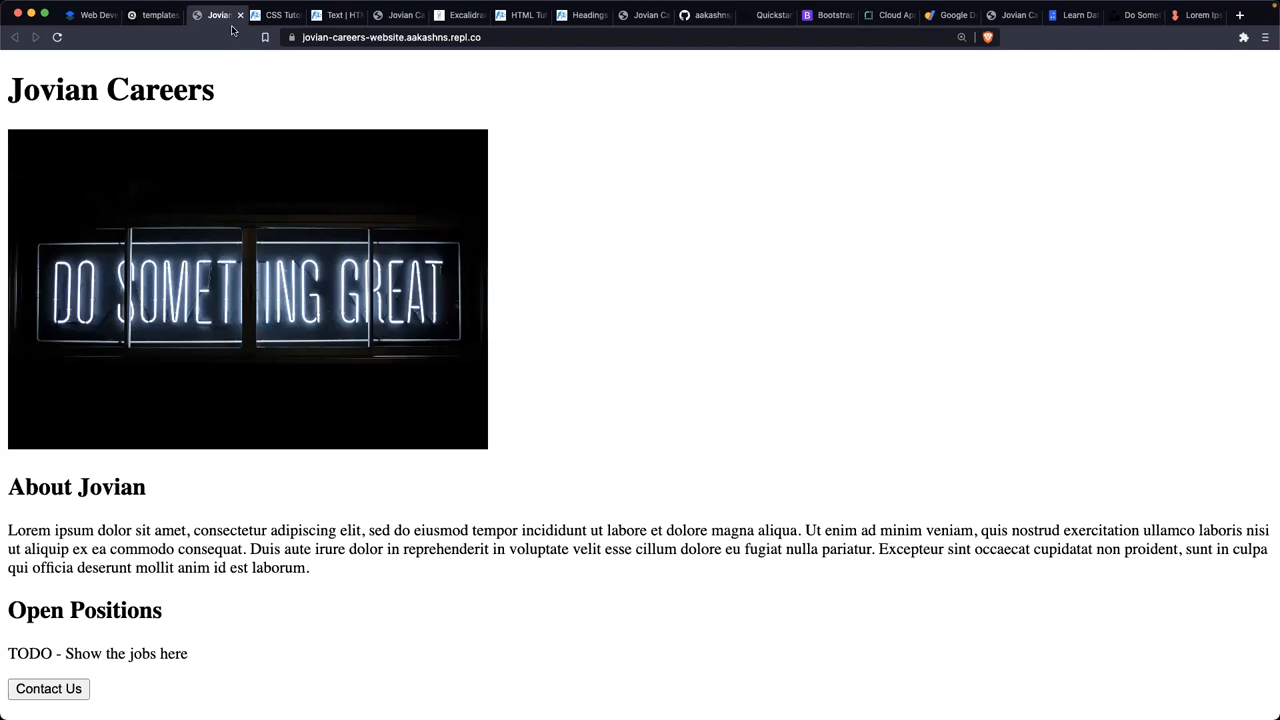 Web Deve
templates
Jovian
CSS Tuto
Text | HT
Jovian Ca
Excalidra
HTML Tu
Headings
Jovian Ca
aakashns
Quickstar
Bootstrap
Cloud Ap
Google D
Jovian Ca
Learn Dat
Do Somet
Lorem Ips
jovian-careers-website.aakashns.repl.co
Jovian Careers
DO SOMETHING GREAT
About Jovian
Lorem ipsum dolor sit amet, consectetur adipiscing elit, sed do eiusmod tempor incididunt ut labore et dolore magna aliqua. Ut enim ad minim veniam, quis nostrud exercitation ullamco laboris nisi
ut aliquip ex ea commodo consequat. Duis aute irure dolor in reprehenderit in voluptate velit esse cillum dolore eu fugiat nulla pariatur. Excepteur sint occaecat cupidatat non proident, sunt in culpa
qui officia deserunt mollit anim id est laborum.
Open Positions
TODO - Show the jobs here
Contact Us